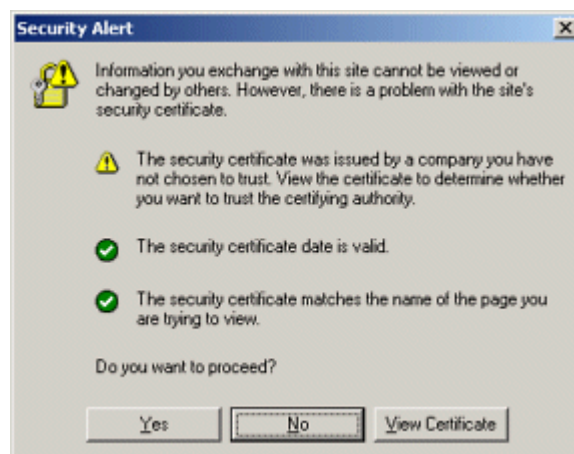 Security Alert
Information you exchange with this site cannot be viewed or
changed by others. However, there is a problem with the site's
security certificate.
The security certificate was issued by a company you have
not chosen to trust. View the certificate to determine whether
you want to trust the certifying authority.
The security certificate date is valid.
The security certificate matches the name of the page you
are trying to view.
Do you want to proceed?
Yes No View Certificate